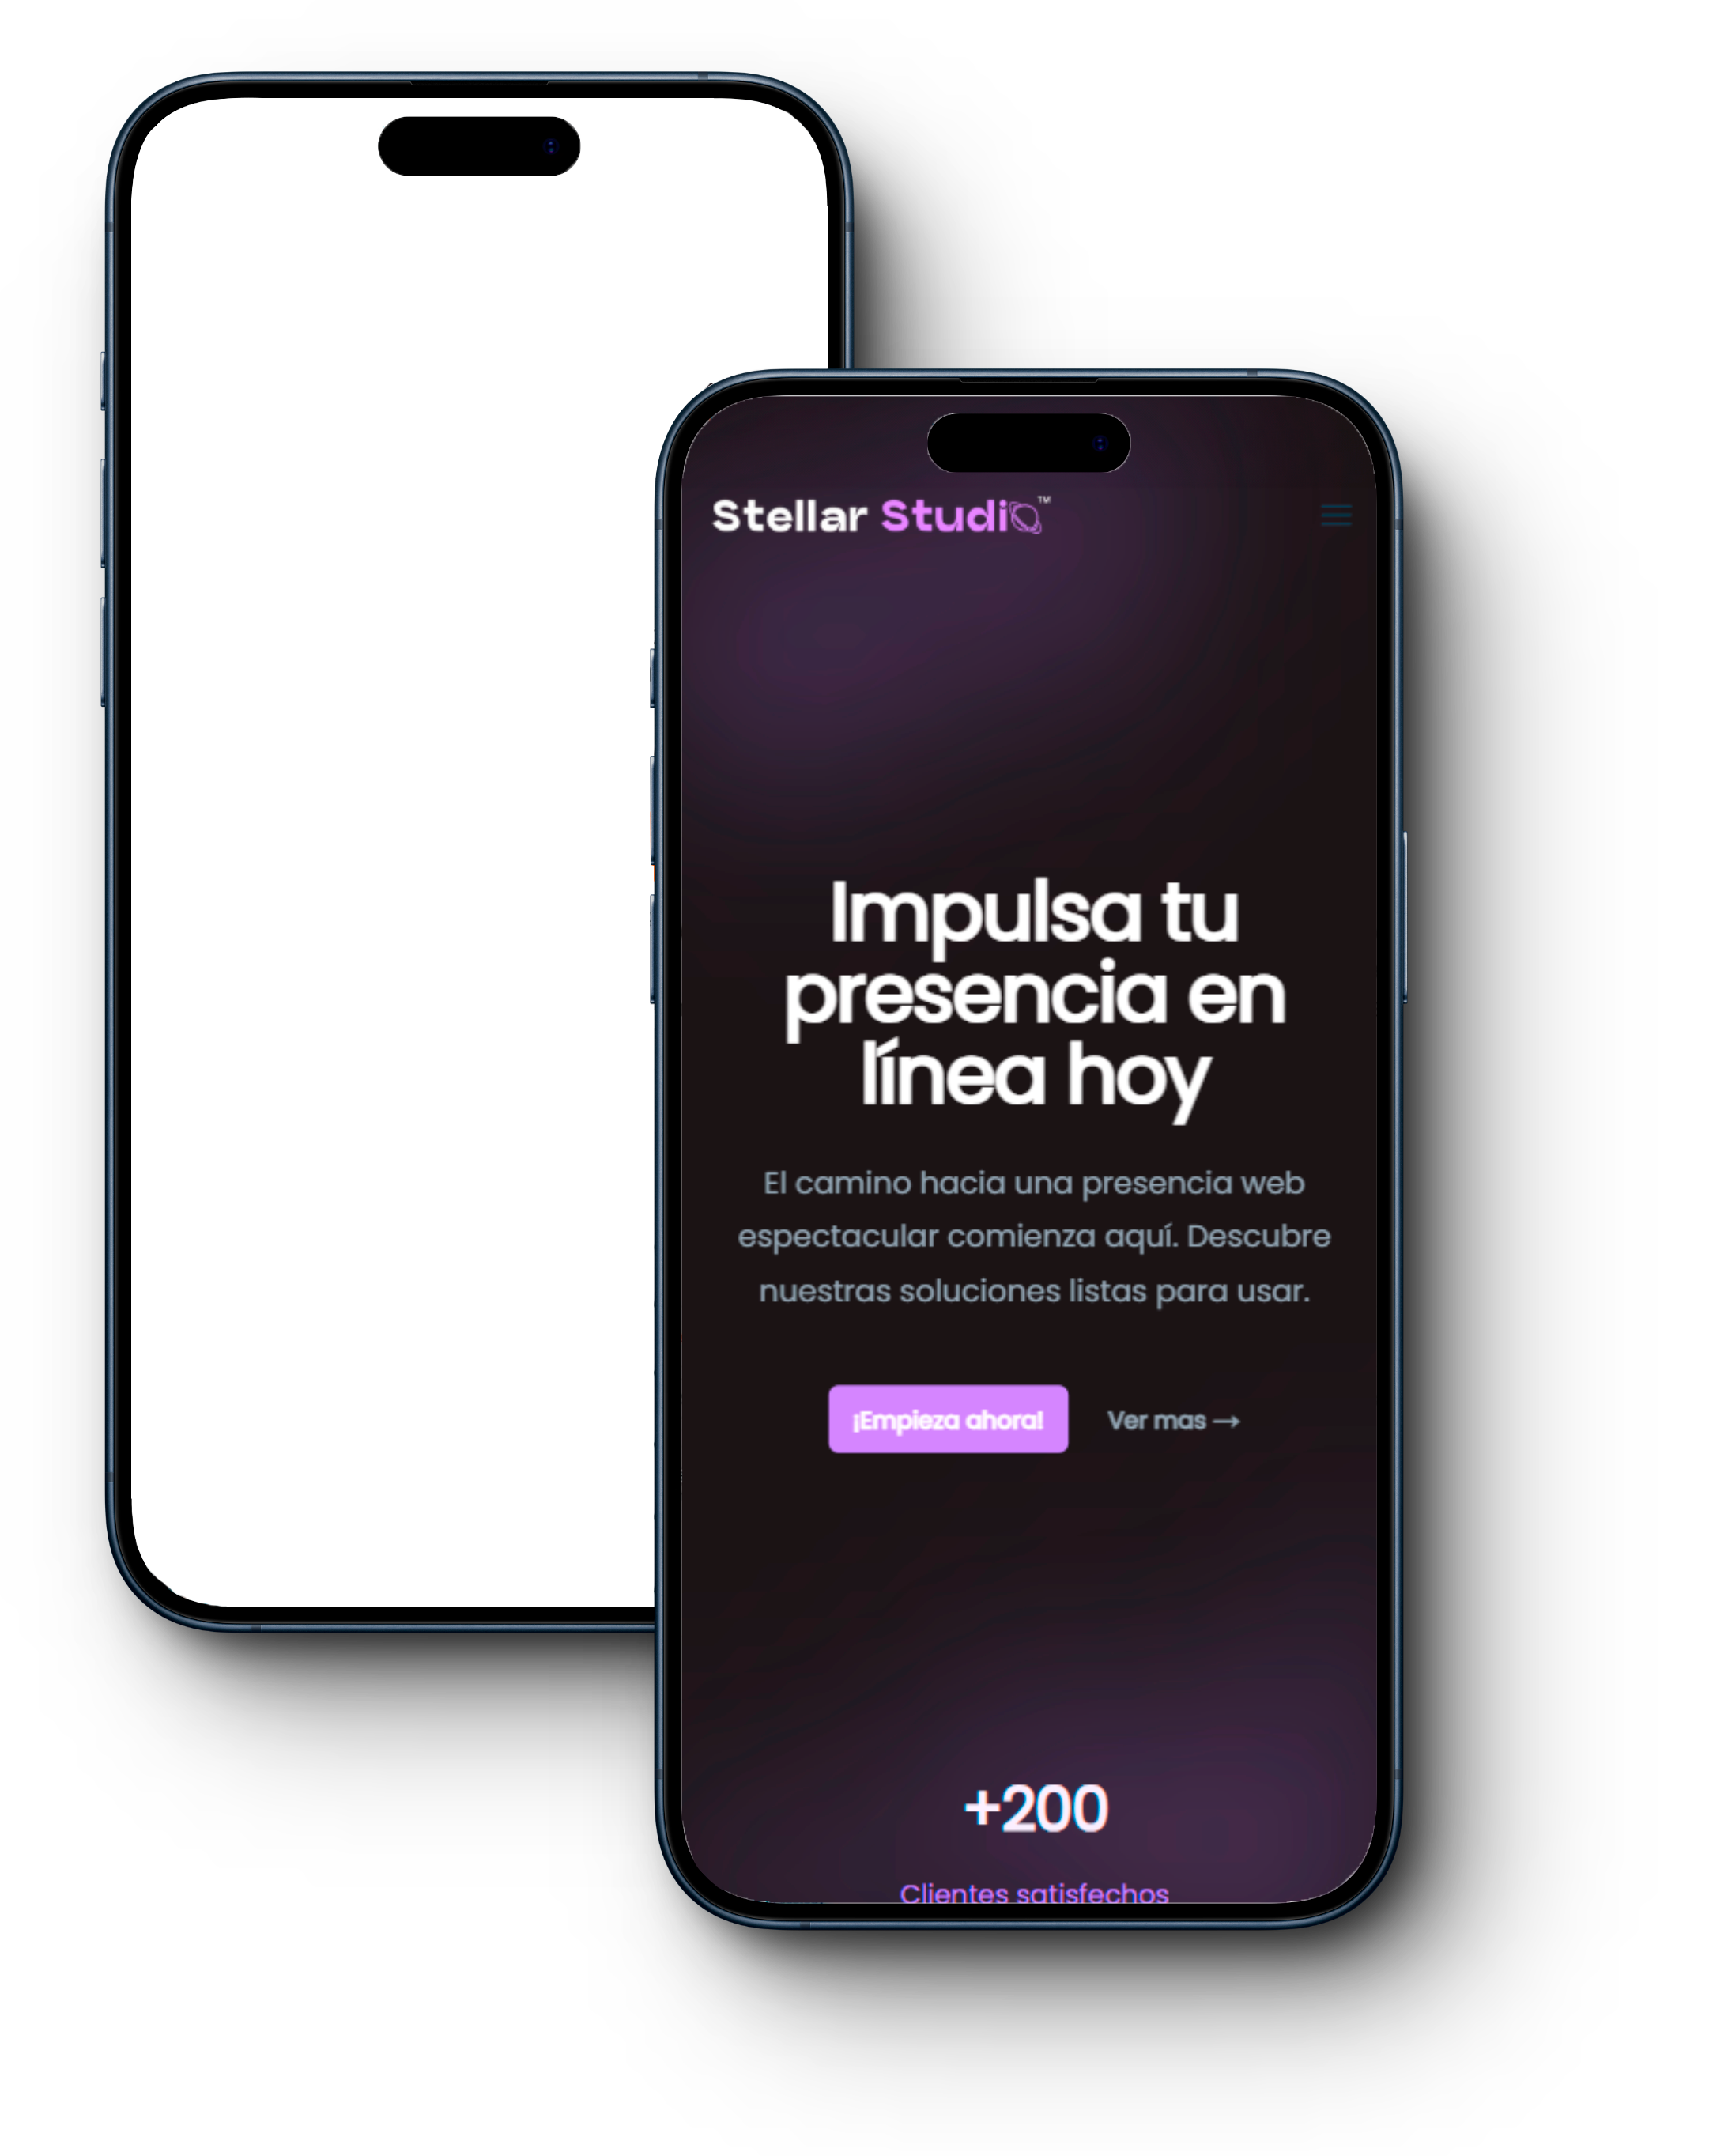 Stellar Studio™
Impulsa tu
presencia en
línea hoy
El camino hacia una presencia web
espectacular comienza aquí. Descubre
nuestras soluciones listas para usar.
¡Empieza ahora! Ver mas →
+200
Clientes satisfechos